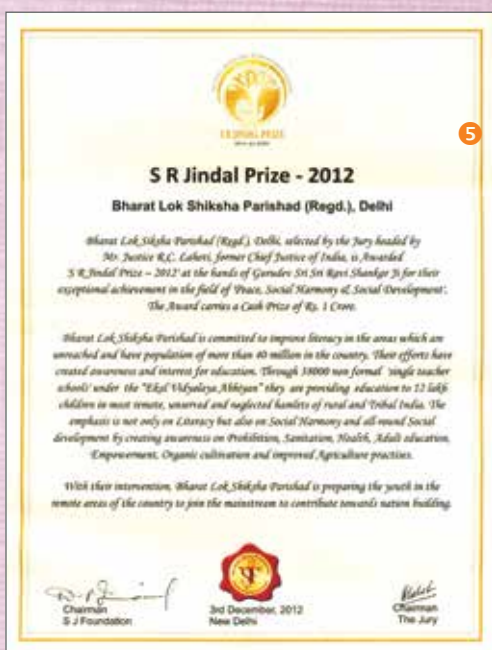 S R JINDAL PRIZE
5
S R Jindal Prize - 2012
Bharat Lok Shiksha Parishad (Regd.), Delhi
Bharat Lok Siksha Parishad (Regd.), Delhi, selected by the Jury headed by
Mr. Justice R.C. Lahoti, former Chief Justice of India, is Awarded
'S R Jindal Prize – 2012' at the hands of Gurudev Sri Sri Ravi Shankar Ji for their
exceptional achievement in the field of 'Peace, Social Harmony & Social Development'.
The Award carries a Cash Prize of Rs. 1 Crore.
Bharat Lok Shiksha Parishad is committed to improve literacy in the areas which are
unreached and have population of more than 40 million in the country. Their efforts have
created awareness and interest for education. Through 38000 non formal 'single teacher
schools' under the "Ekal Vidyalaya Abhiyan" they are providing education to 12 lakh
children in most remote, unserved and neglected hamlets of rural and Tribal India. The
emphasis is not only on Literacy but also on Social Harmony and all-round Social
development by creating awareness on Prohibition, Sanitation, Health, Adult education,
Empowerment, Organic cultivation and improved Agriculture practises.
With their intervention, Bharat Lok Shiksha Parishad is preparing the youth in the
remote areas of the country to join the mainstream to contribute towards nation building.
Chairman
S J Foundation
3rd December, 2012
New Delhi
Chairman
The Jury